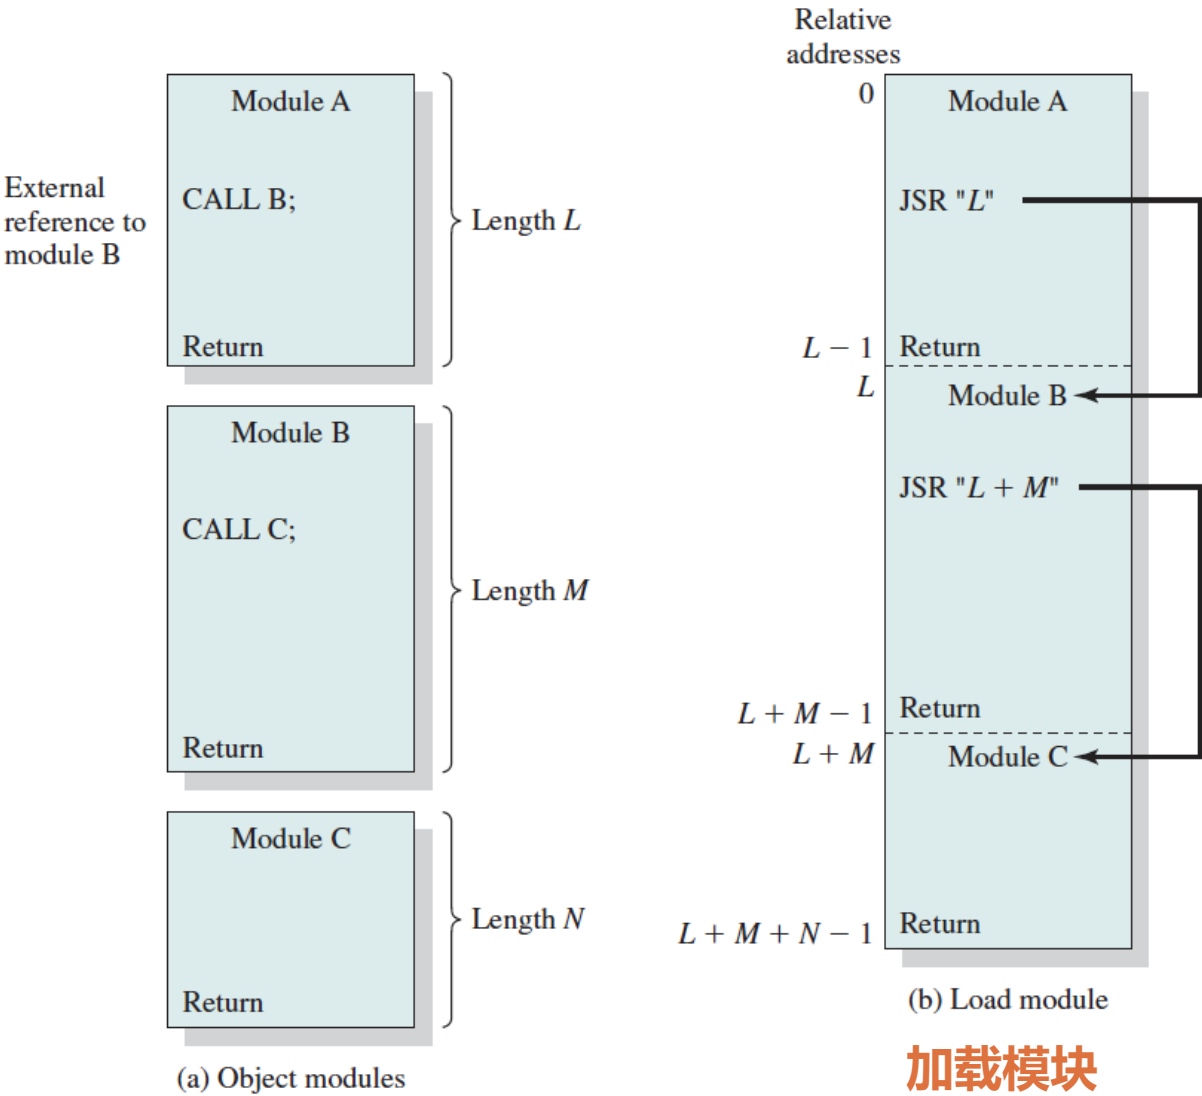 External
reference to
module B
Module A
CALL B;
Return
Length L
Module B
CALL C;
Return
Length M
Module C
Return
Length N
(a) Object modules
Relative
addresses
0
Module A
JSR "L"
L − 1
Return
L
Module B
JSR "L + M"
L + M − 1
Return
L + M
Module C
L + M + N − 1
Return
(b) Load module
加载模块